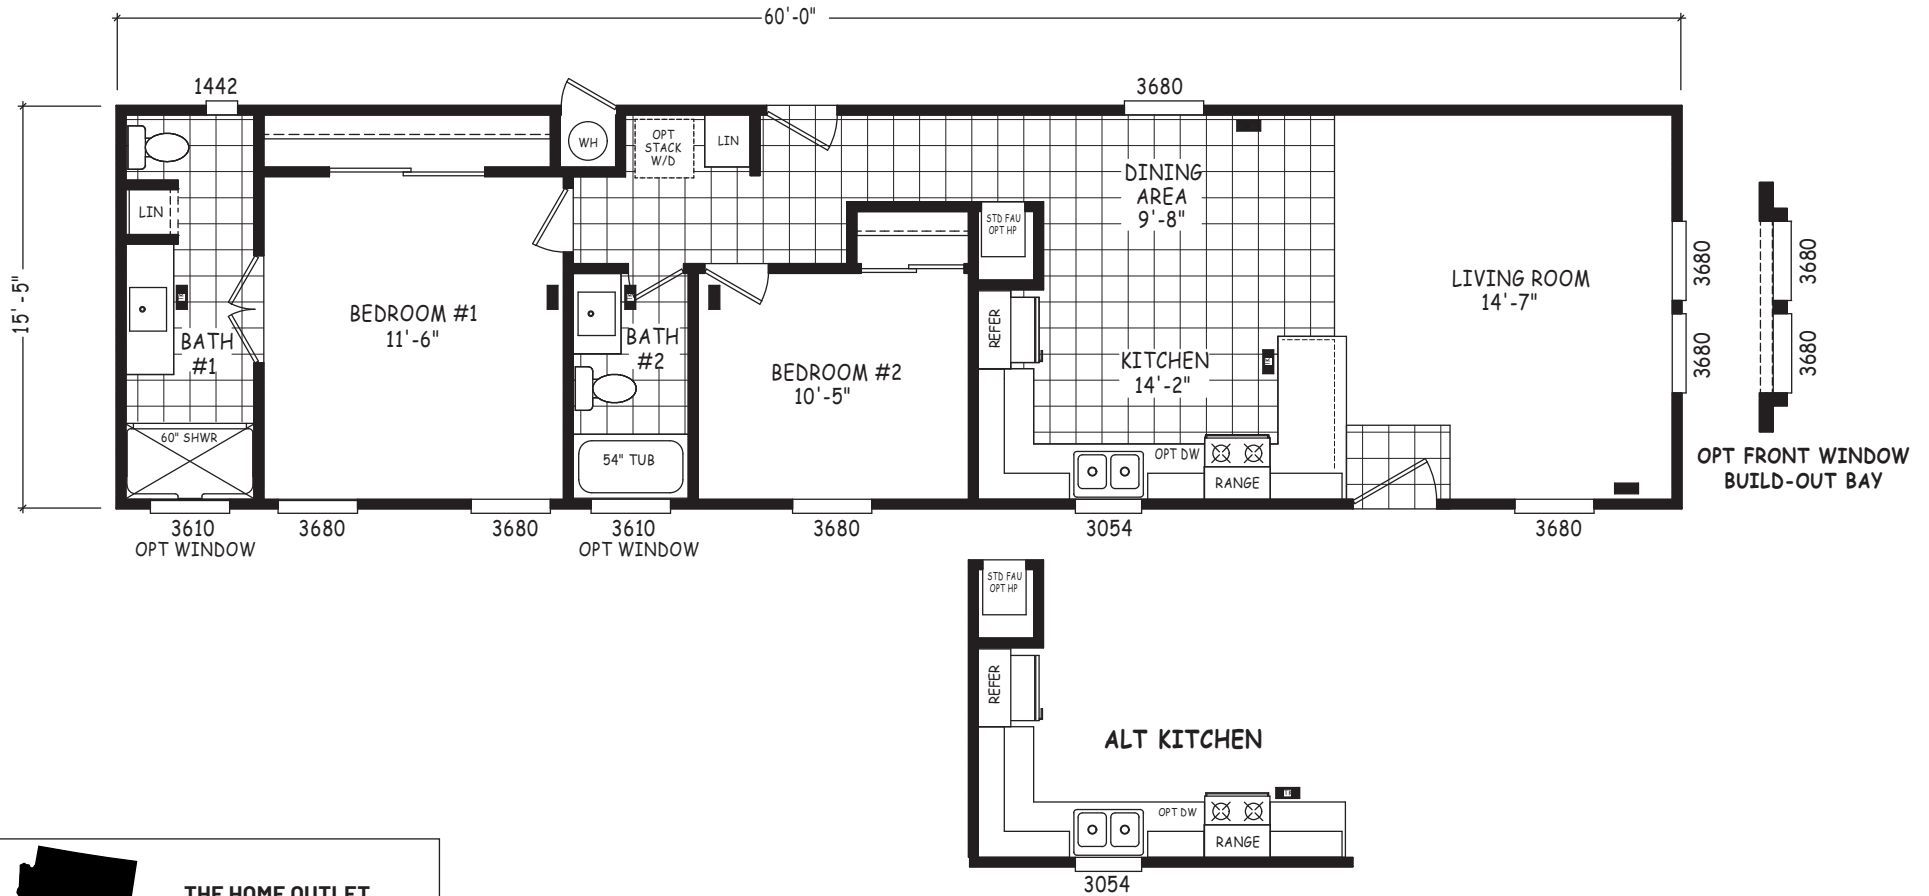 60'-0"
1442
3680
15'-5"
WH
OPT
STACK
W/D
LIN
LIN
DINING
AREA
9'-8"
STD FAU
OPT HP
LIVING ROOM
14'-7"
3680
3680
3680
3680
BEDROOM #1
11'-6"
BATH
#1
BATH
#2
REFER
BEDROOM #2
10'-5"
KITCHEN
14'-2"
60" SHWR
54" TUB
OPT DW
RANGE
OPT FRONT WINDOW
BUILD-OUT BAY
3610
OPT WINDOW
3680
3680
3610
OPT WINDOW
3680
3054
3680
STD FAU
OPT HP
REFER
ALT KITCHEN
OPT DW
RANGE
3054
THE HOME OUTLET